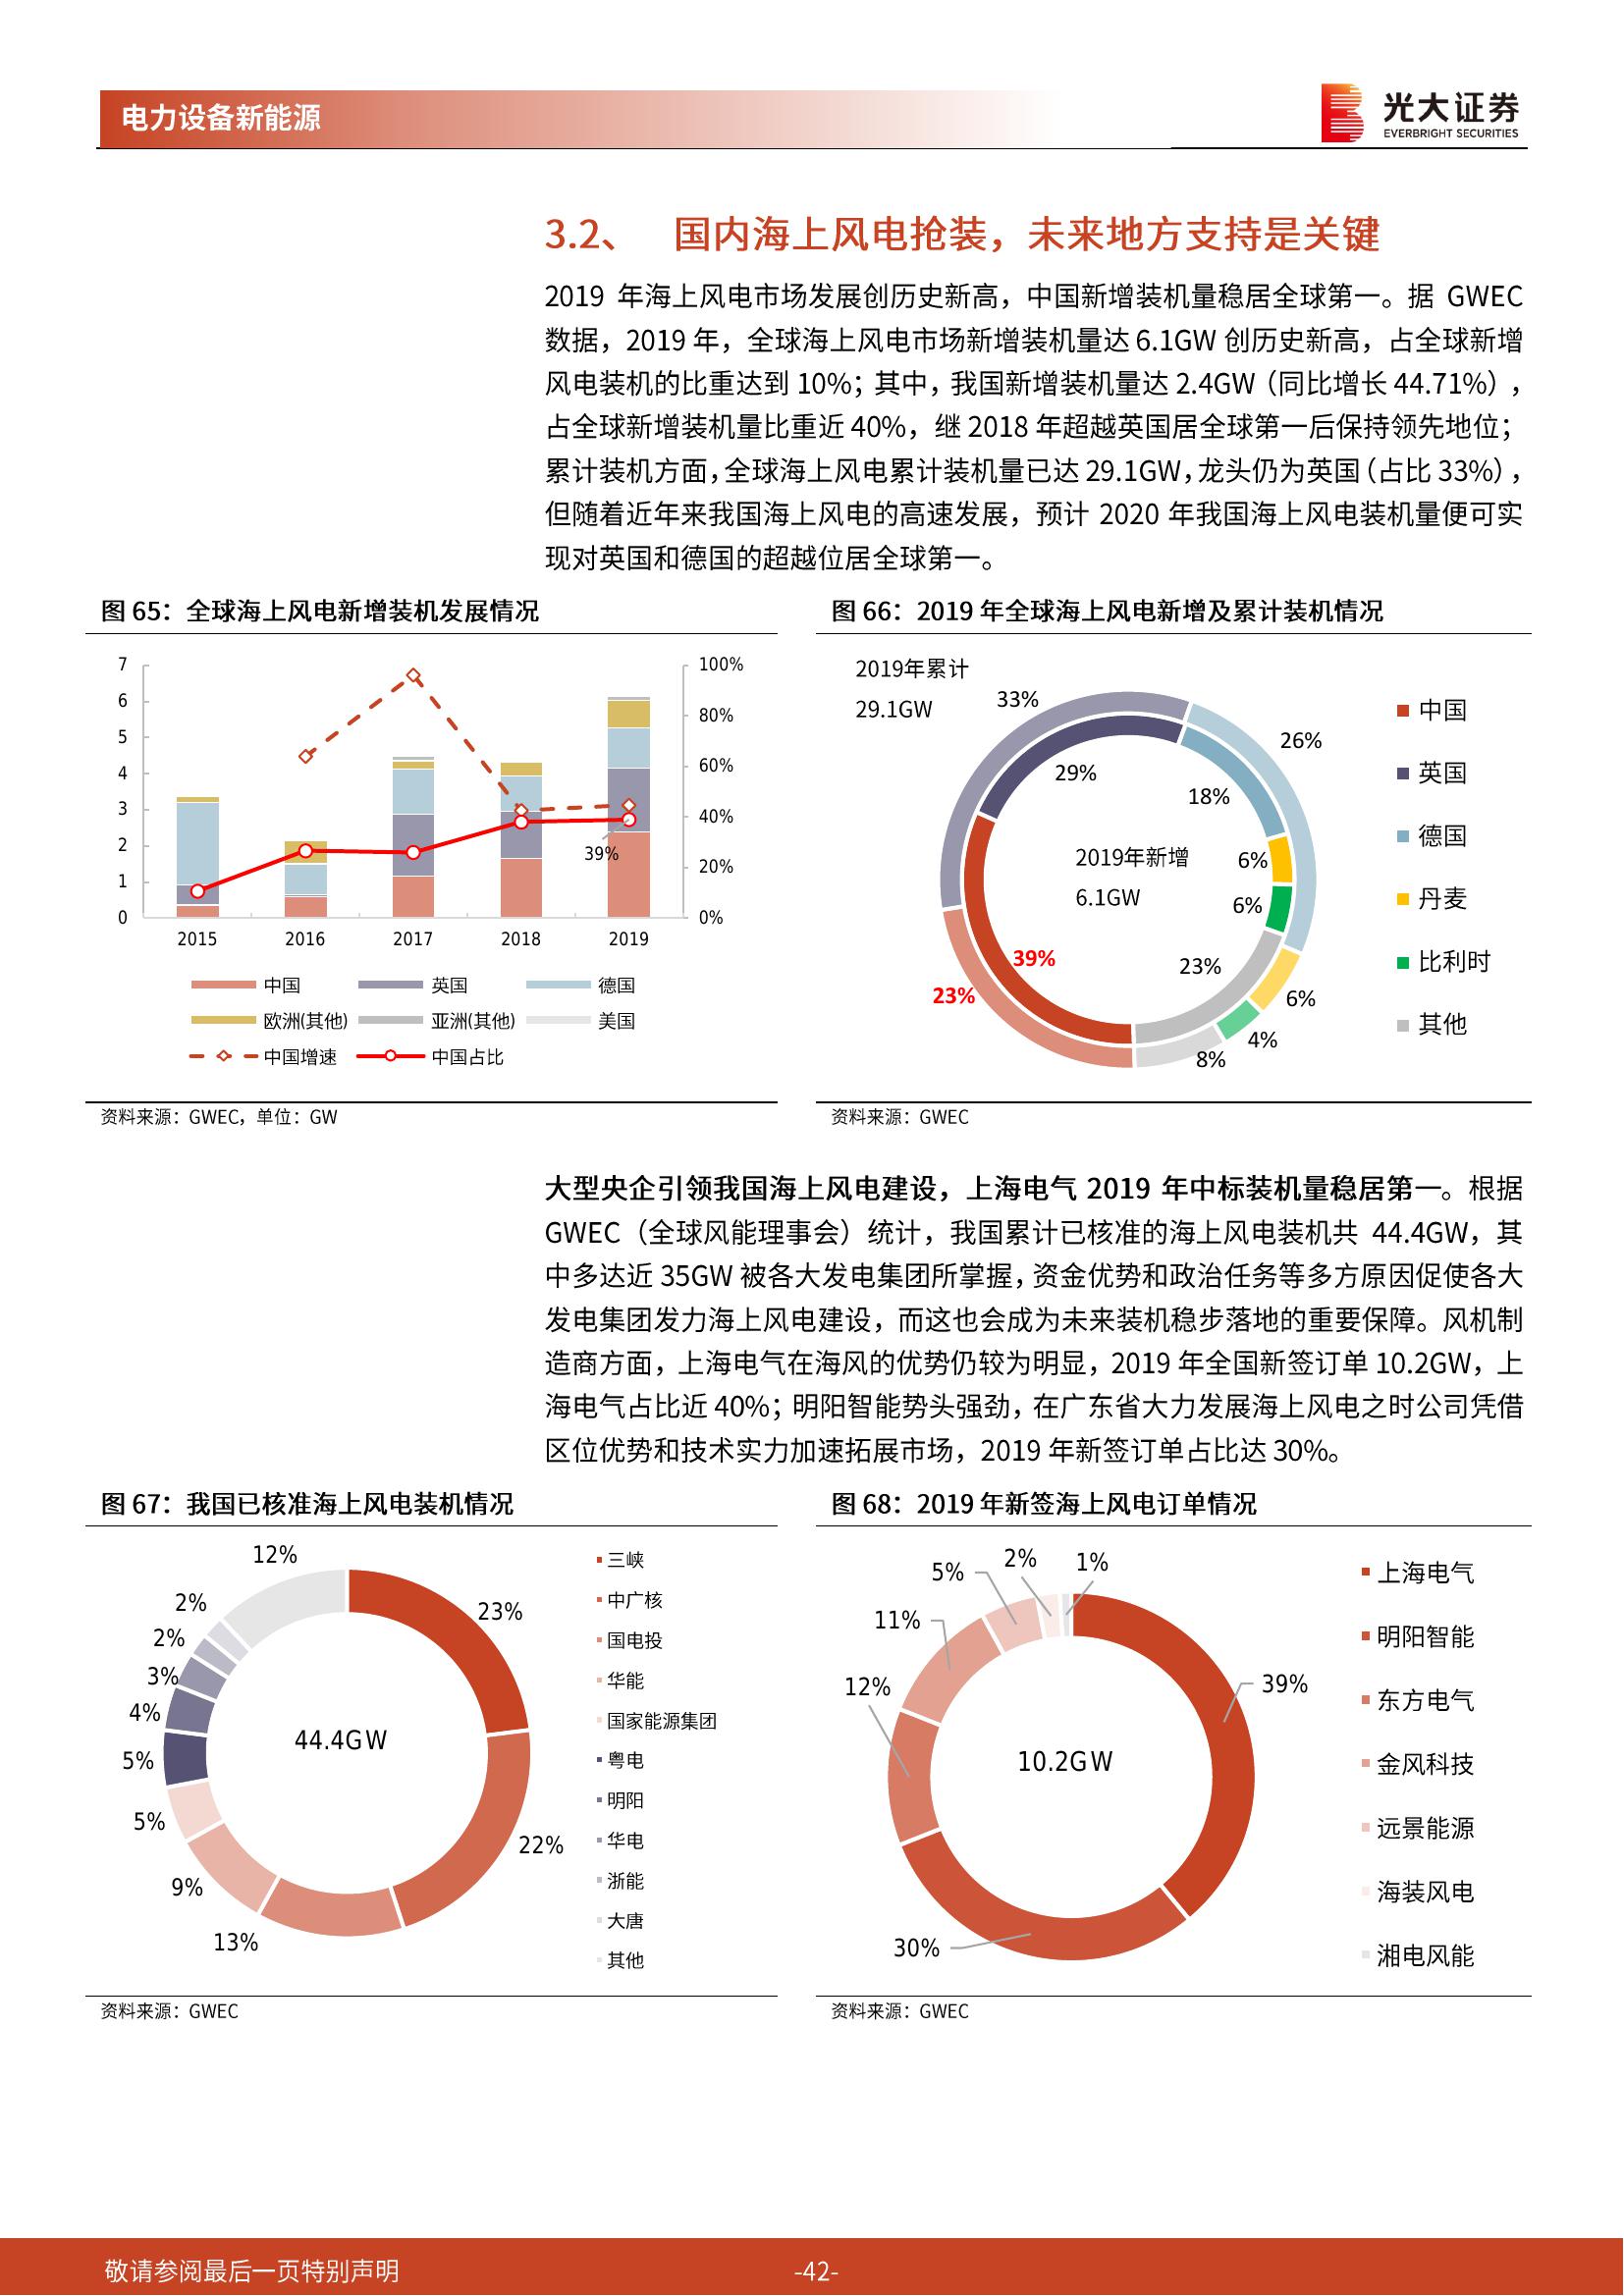 电力设备新能源
光大证券
EVERBRIGHT SECURITIES
3.2、 国内海上风电抢装，未来地方支持是关键
2019 年海上风电市场发展创历史新高，中国新增装机量稳居全球第一。据 GWEC
数据，2019 年，全球海上风电市场新增装机量达 6.1GW 创历史新高，占全球新增
风电装机的比重达到 10%；其中，我国新增装机量达 2.4GW（同比增长 44.71%），
占全球新增装机量比重近 40%，继 2018 年超越英国居全球第一后保持领先地位；
累计装机方面，全球海上风电累计装机量已达 29.1GW，龙头仍为英国（占比 33%），
但随着近年来我国海上风电的高速发展，预计 2020 年我国海上风电装机量便可实
现对英国和德国的超越位居全球第一。
图 65：全球海上风电新增装机发展情况
7
6
5
4
3
2
1
0
100%
80%
60%
40%
20%
0%
39%
2015 2016 2017 2018 2019
中国 英国 德国
欧洲(其他) 亚洲(其他) 美国
中国增速 中国占比
资料来源：GWEC，单位：GW
图 66：2019 年全球海上风电新增及累计装机情况
2019年累计
29.1GW
33%
26%
29%
18%
2019年新增
6.1GW
6%
6%
39%
23%
23%
6%
4%
8%
中国
英国
德国
丹麦
比利时
其他
资料来源：GWEC
大型央企引领我国海上风电建设，上海电气 2019 年中标装机量稳居第一。根据
GWEC（全球风能理事会）统计，我国累计已核准的海上风电装机共 44.4GW，其
中多达近 35GW 被各大发电集团所掌握，资金优势和政治任务等多方原因促使各大
发电集团发力海上风电建设，而这也会成为未来装机稳步落地的重要保障。风机制
造商方面，上海电气在海风的优势仍较为明显，2019 年全国新签订单 10.2GW，上
海电气占比近 40%；明阳智能势头强劲，在广东省大力发展海上风电之时公司凭借
区位优势和技术实力加速拓展市场，2019 年新签订单占比达 30%。
图 67：我国已核准海上风电装机情况
12%
2%
2%
3%
4%
5%
5%
9%
13%
22%
23%
44.4GW
三峡
中广核
国电投
华能
国家能源集团
粤电
明阳
华电
浙能
大唐
其他
资料来源：GWEC
图 68：2019 年新签海上风电订单情况
5%
2%
1%
11%
12%
39%
30%
10.2GW
上海电气
明阳智能
东方电气
金风科技
远景能源
海装风电
湘电风能
资料来源：GWEC
敬请参阅最后一页特别声明
-42-